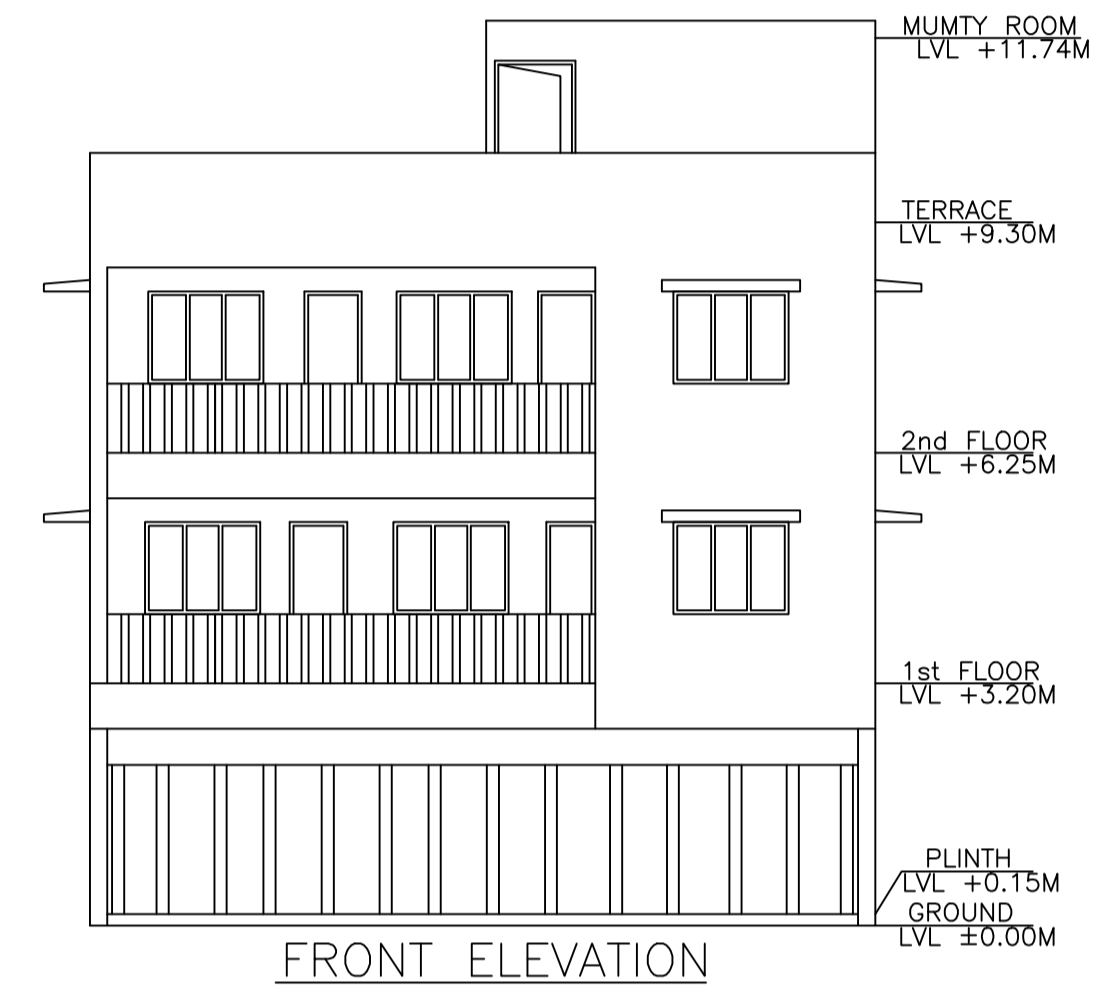 MUMTY ROOM
LVL +11.74M
TERRACE
LVL +9.30M
2nd FLOOR
LVL +6.25M
1st FLOOR
LVL +3.20M
PLINTH
LVL +0.15M
GROUND
LVL ±0.00M
FRONT ELEVATION